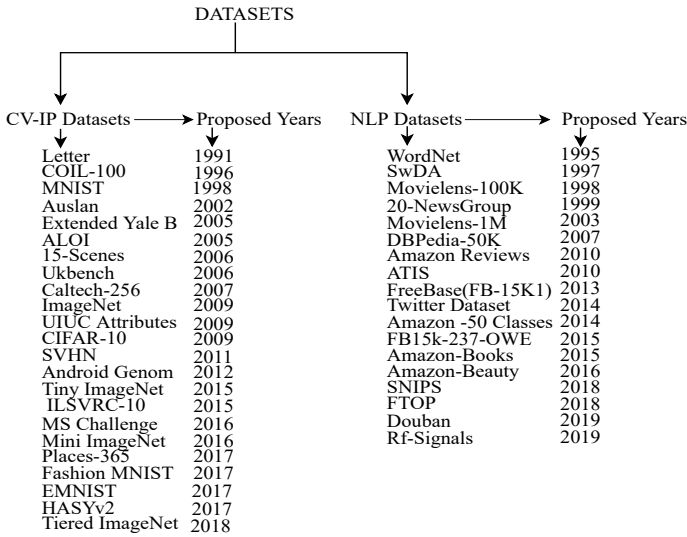 DATASETS
CV-IP Datasets Proposed Years NLP Datasets Proposed Years
Letter 1991
COIL-100 1996
MNIST 1998
Auslan 2002
Extended Yale B 2005
ALOI 2005
15-Scenes 2006
Ukbench 2006
Caltech-256 2007
ImageNet 2009
UIUC Attributes 2009
CIFAR-10 2009
SVHN 2011
Android Genom 2012
Tiny ImageNet 2015
ILSVRC-10 2015
MS Challenge 2016
Mini ImageNet 2016
Places-365 2017
Fashion MNIST 2017
EMNIST 2017
HASYv2 2017
Tiered ImageNet 2018
WordNet 1995
SwDA 1997
Movielens-100K 1998
20-NewsGroup 1999
Movielens-1M 2003
DBPedia-50K 2007
Amazon Reviews 2010
ATIS 2010
FreeBase(FB-15K1) 2013
Twitter Dataset 2014
Amazon -50 Classes 2014
FB15k-237-OWE 2015
Amazon-Books 2015
Amazon-Beauty 2016
SNIPS 2018
FTOP 2018
Douban 2019
Rf-Signals 2019